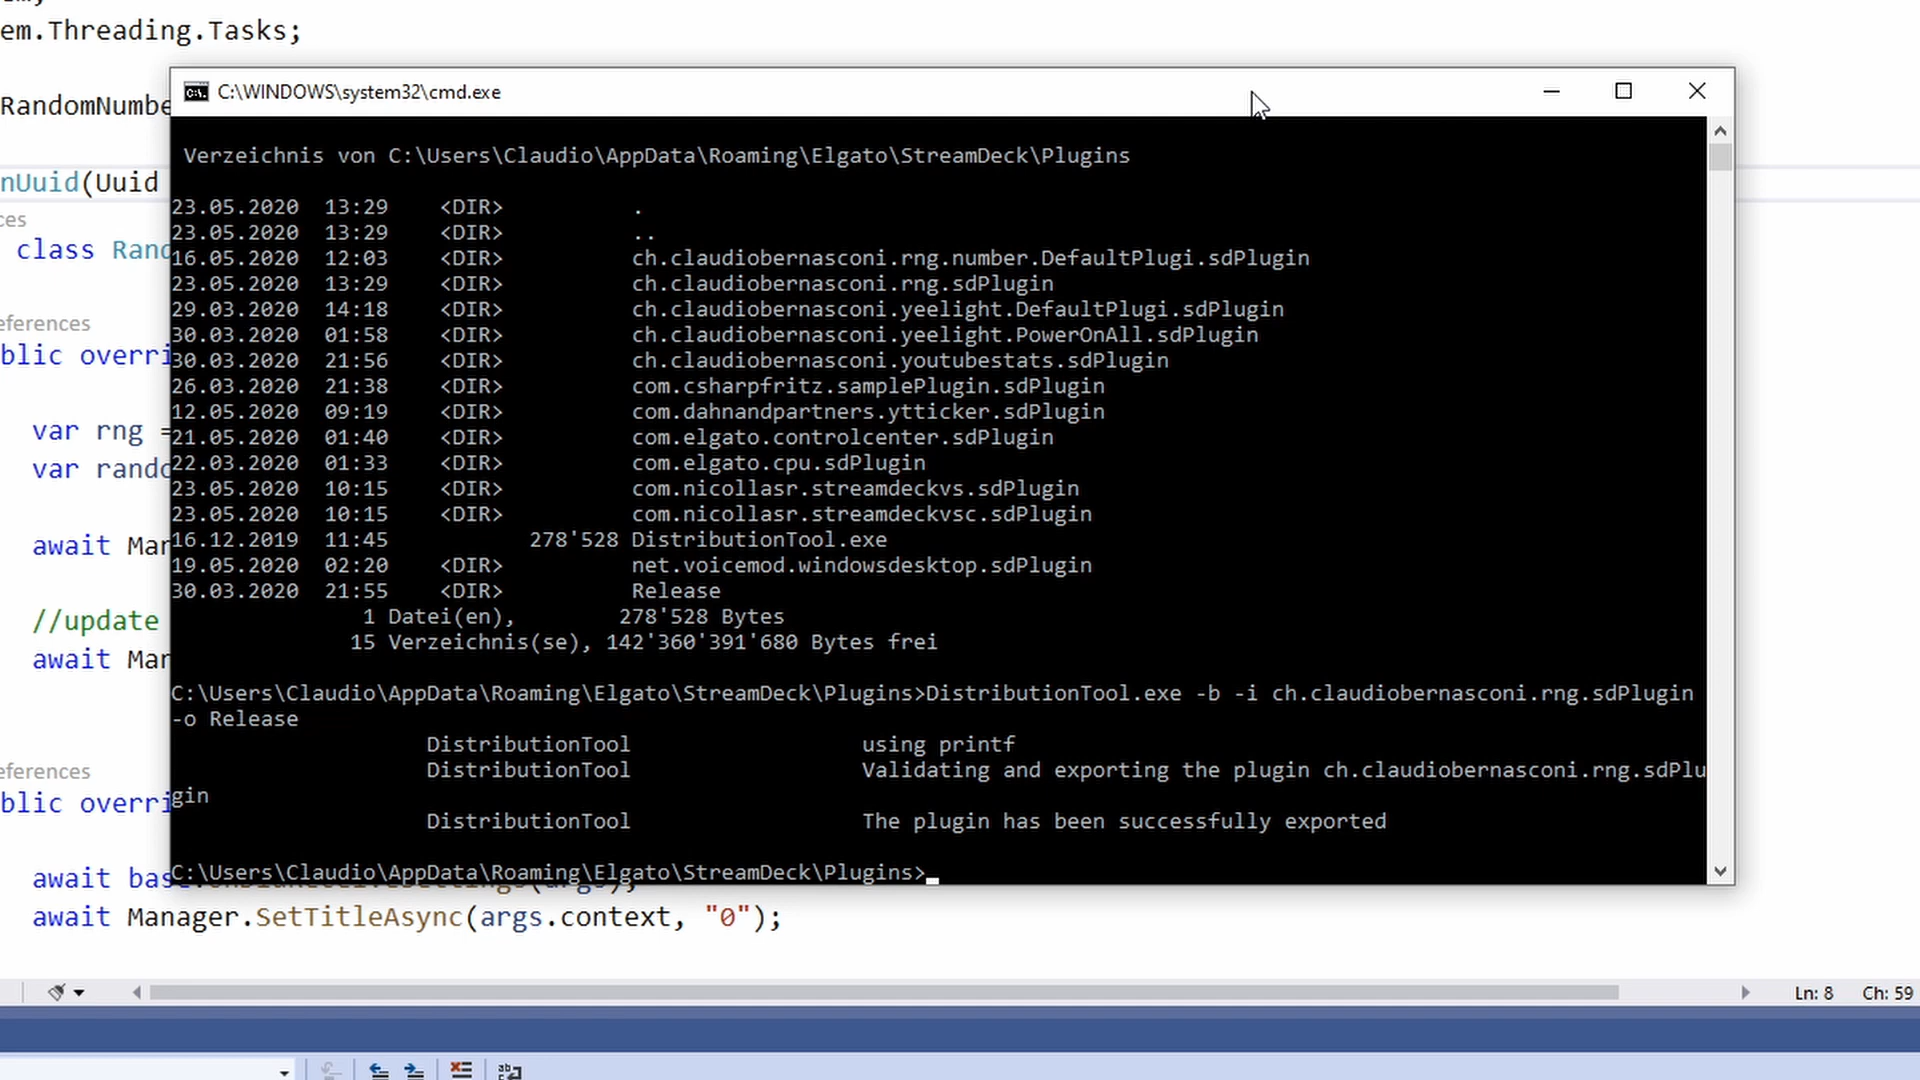 em.Threading.Tasks;
C:\WINDOWS\system32\cmd.exe
RandomNumbe
Verzeichnis von C:\Users\Claudio\AppData\Roaming\Elgato\StreamDeck\Plugins
nUuid(Uuid
23.05.2020 13:29 <DIR> .
ces
23.05.2020 13:29 <DIR> ..
class Rand
16.05.2020 12:03 <DIR> ch.claudiobernasconi.rng.number.DefaultPlugi.sdPlugin
23.05.2020 13:29 <DIR> ch.claudiobernasconi.rng.sdPlugin
29.03.2020 14:18 <DIR> ch.claudiobernasconi.yeelight.DefaultPlugi.sdPlugin
eferences
30.03.2020 01:58 <DIR> ch.claudiobernasconi.yeelight.PowerOnAll.sdPlugin
blic overri
30.03.2020 21:56 <DIR> ch.claudiobernasconi.youtubestats.sdPlugin
26.03.2020 21:38 <DIR> com.csharpfritz.samplePlugin.sdPlugin
12.05.2020 09:19 <DIR> com.dahnandpartners.ytticker.sdPlugin
var rng =
21.05.2020 01:40 <DIR> com.elgato.controlcenter.sdPlugin
var rando
22.03.2020 01:33 <DIR> com.elgato.cpu.sdPlugin
23.05.2020 10:15 <DIR> com.nicollasr.streamdeckvs.sdPlugin
23.05.2020 10:15 <DIR> com.nicollasr.streamdeckvsc.sdPlugin
await Man
16.12.2019 11:45 278'528 DistributionTool.exe
19.05.2020 02:20 <DIR> net.voicemod.windowsdesktop.sdPlugin
30.03.2020 21:55 <DIR> Release
//update
1 Datei(en), 278'528 Bytes
15 Verzeichnis(se), 142'360'391'680 Bytes frei
await Man
C:\Users\Claudio\AppData\Roaming\Elgato\StreamDeck\Plugins>DistributionTool.exe -b -i ch.claudiobernasconi.rng.sdPlugin
-o Release
DistributionTool using printf
eferences
DistributionTool Validating and exporting the plugin ch.claudiobernasconi.rng.sdPlu
gin
blic overri
DistributionTool The plugin has been successfully exported
C:\Users\Claudio\AppData\Roaming\Elgato\StreamDeck\Plugins>
await bas
await Manager.SetTitleAsync(args.context, "0");
Ln: 8 Ch: 59